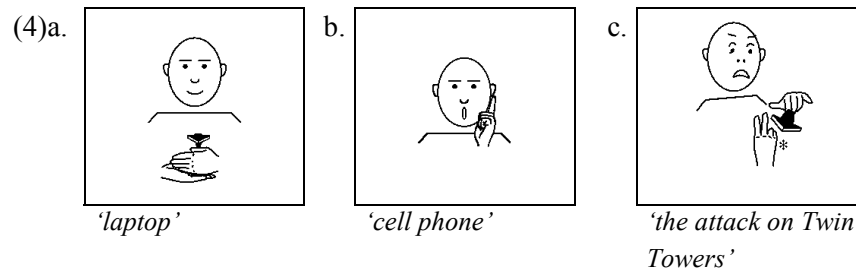 (4)a. b. c.
‘laptop’ ‘cell phone’ ‘the attack on Twin
Towers’